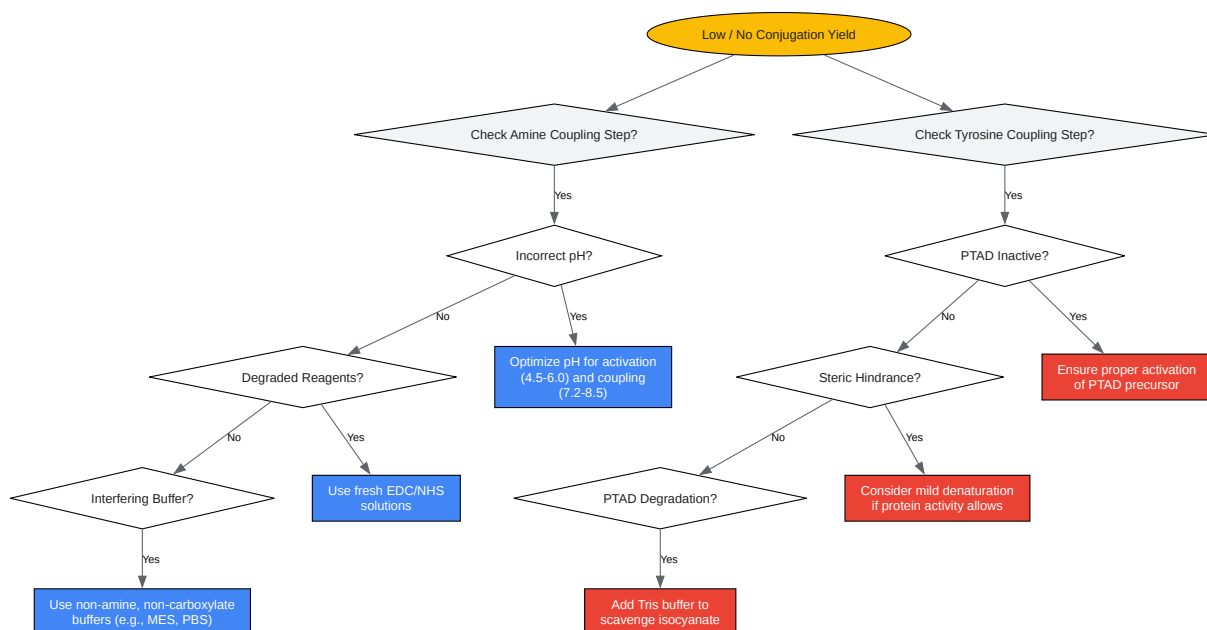 Low / No Conjugation Yield
Check Amine Coupling Step?
Check Tyrosine Coupling Step?
Yes
Yes
Incorrect pH?
PTAD Inactive?
No
Yes
No
Yes
Degraded Reagents?
Optimize pH for activation
(4.5-6.0) and coupling
(7.2-8.5)
Steric Hindrance?
Ensure proper activation
of PTAD precursor
No
Yes
No
Yes
Interfering Buffer?
Use fresh EDC/NHS
solutions
PTAD Degradation?
Consider mild denaturation
if protein activity allows
Yes
Yes
Use non-amine, non-carboxylate
buffers (e.g., MES, PBS)
Add Tris buffer to
scavenge isocyanate